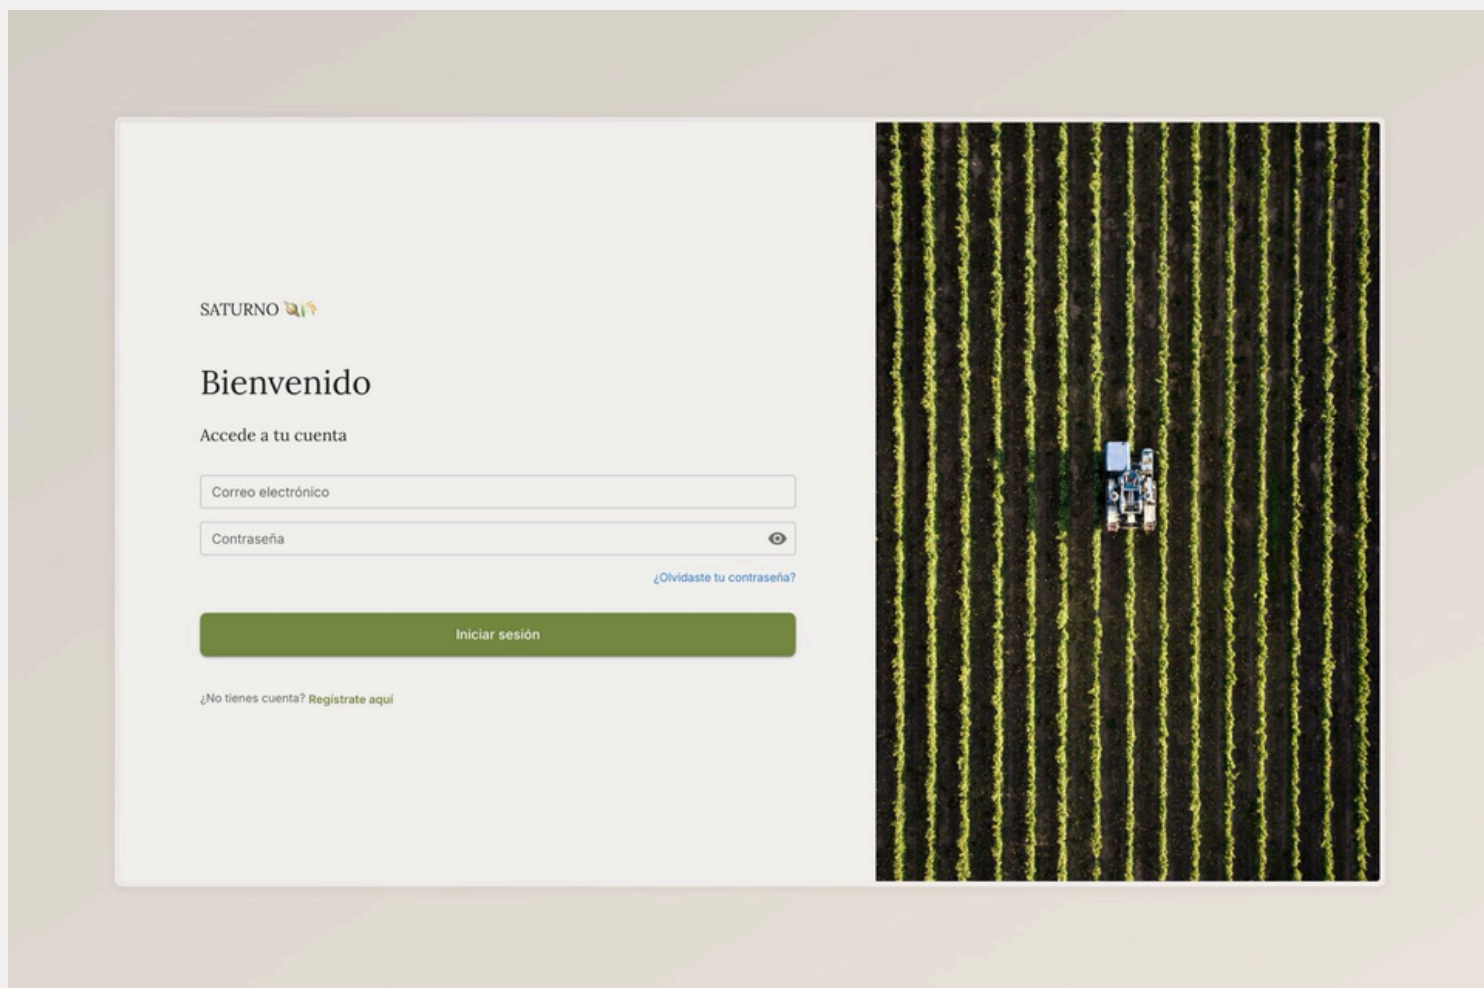 SATURNO
Bienvenido
Accede a tu cuenta
Correo electrónico
Contraseña
¿Olvidaste tu contraseña?
Iniciar sesión
¿No tienes cuenta? Regístrate aquí